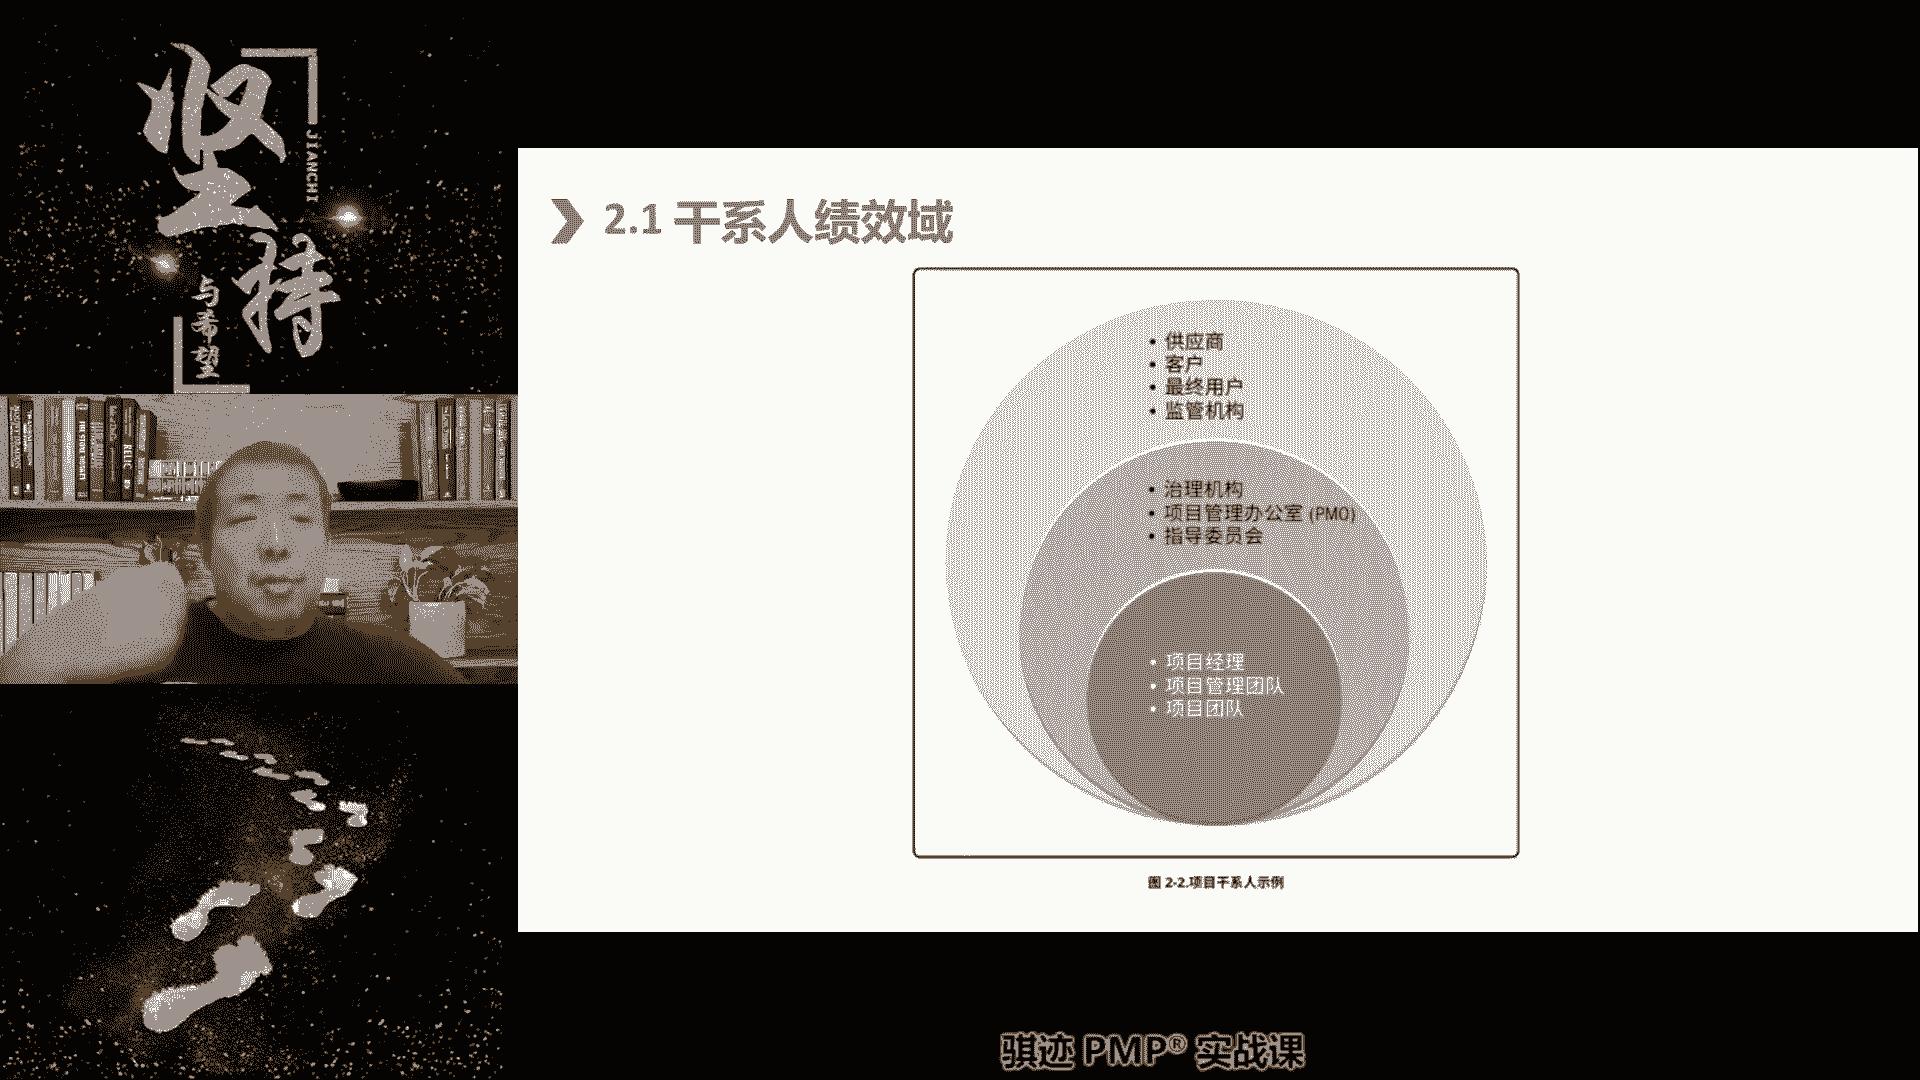 坚持
JIANCHI
与希望
2.1 干系人绩效域
• 供应商
• 客户
• 最终用户
• 监管机构
• 治理机构
• 项目管理办公室 (PMO)
• 指导委员会
• 项目经理
• 项目管理团队
• 项目团队
图 2-2.项目干系人示例
骐迹 PMP® 实战课